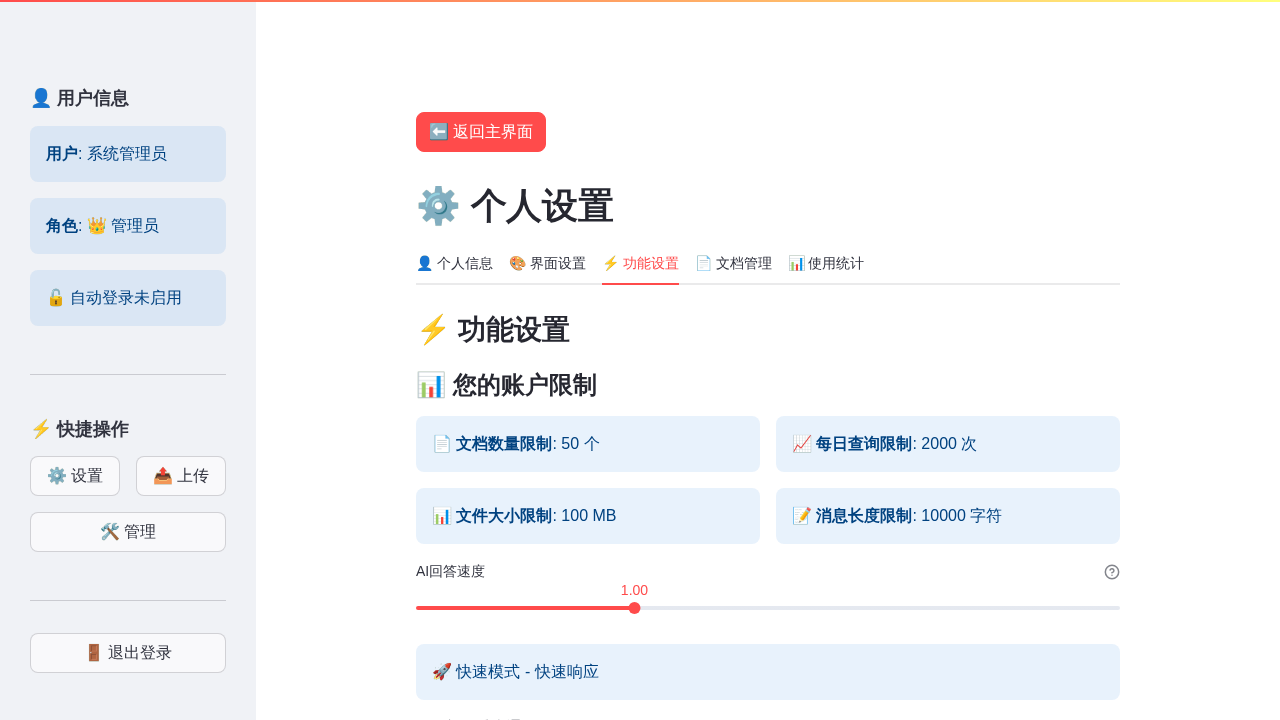 👤 用户信息
用户: 系统管理员
角色: 👑 管理员
🔓 自动登录未启用
⚡ 快捷操作
⚙️ 设置
📤 上传
🛠️ 管理
🚪 退出登录
⬅️ 返回主界面
⚙️ 个人设置
👤 个人信息 🎨 界面设置 ⚡ 功能设置 📄 文档管理 📊 使用统计
⚡ 功能设置
📊 您的账户限制
📄 文档数量限制: 50 个
📈 每日查询限制: 2000 次
📊 文件大小限制: 100 MB
📝 消息长度限制: 10000 字符
AI回答速度
1.00
🚀 快速模式 - 快速响应